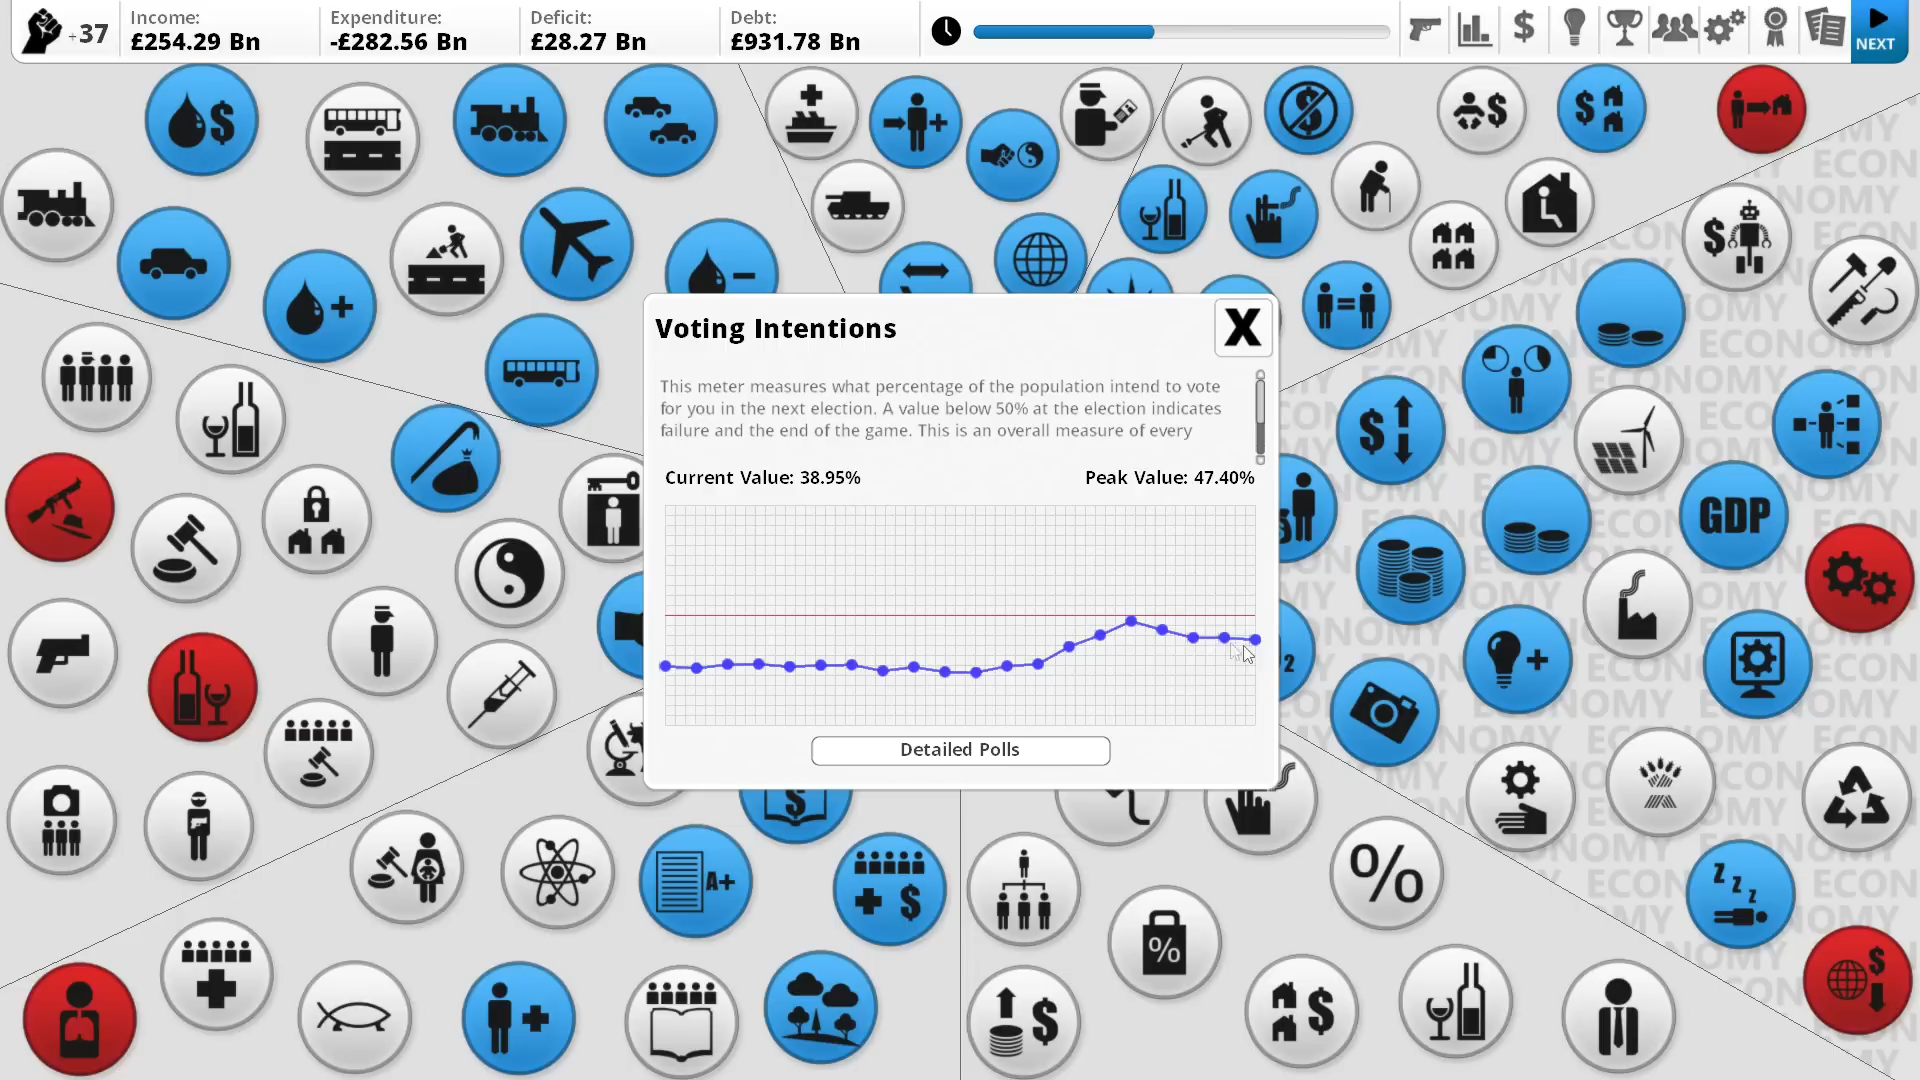 +37
Income:
£254.29 Bn
Expenditure:
-£282.56 Bn
Deficit:
£28.27 Bn
Debt:
£931.78 Bn
NEXT
Voting Intentions
X
This meter measures what percentage of the population intend to vote
for you in the next election. A value below 50% at the election indicates
failure and the end of the game. This is an overall measure of every
Current Value: 38.95%
Peak Value: 47.40%
Detailed Polls
GDP
A+
%
%
Z Z Z
ECONOMY